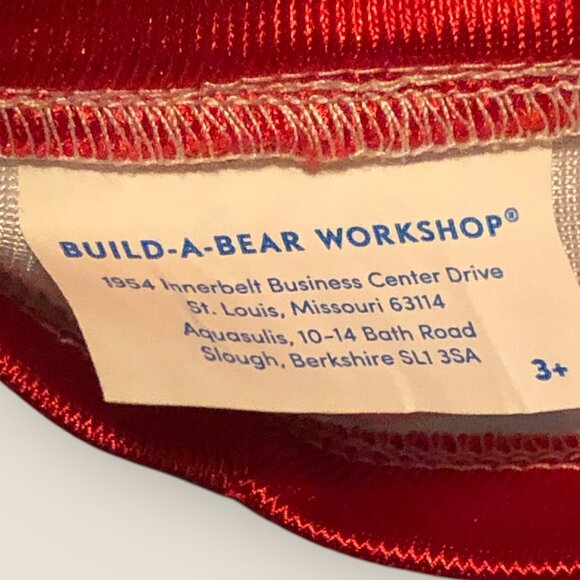 BUILD-A-BEAR WORKSHOP®
1954 Innerbelt Business Center Drive
St. Louis, Missouri 63114
Aquasulis, 10-14 Bath Road
Slough, Berkshire SL1 3SA
3+